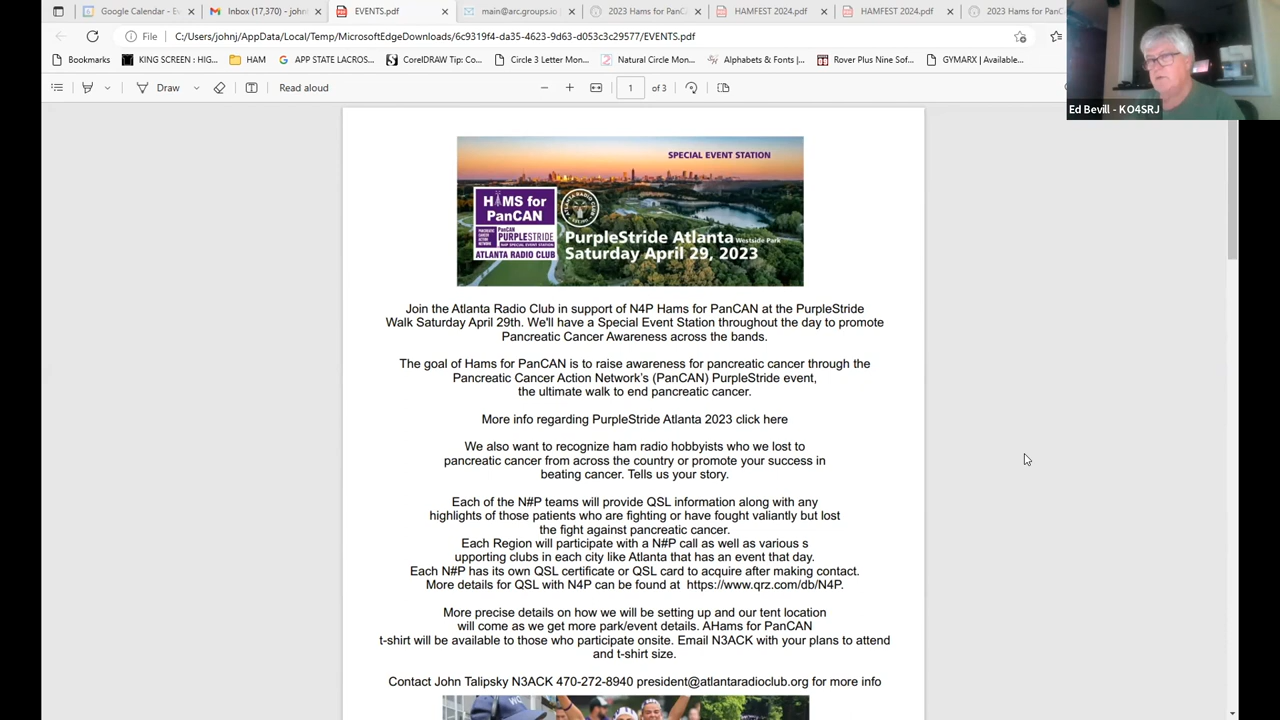 Google Calendar - E
Inbox (17,370) - john
EVENTS.pdf
main@arc.groups.io
2023 Hams for PanC
HAMFEST 2024.pdf
HAMFEST 2024.pdf
2023 Hams for PanC
File
C:/Users/johnj/AppData/Local/Temp/MicrosoftEdgeDownloads/6c9319f4-da35-4623-9d63-d053c3c29577/EVENTS.pdf
Bookmarks
KING SCREEN : HIG...
HAM
APP STATE LACROS...
CorelDRAW Tip: Co...
Circle 3 Letter Mon...
Natural Circle Mon...
Alphabets & Fonts |...
Rover Plus Nine Sof...
GYMARX | Available...
Draw
Read aloud
1 of 3
Ed Bevill - KO4SRJ
SPECIAL EVENT STATION
HAMS for
PanCAN
PANCREATIC
CANCER
ACTION
NETWORK
PanCAN
PURPLESTRIDE
N4P SPECIAL EVENT STATION
ATLANTA RADIO CLUB
PurpleStride Atlanta Westside Park
Saturday April 29, 2023
Join the Atlanta Radio Club in support of N4P Hams for PanCAN at the PurpleStride
Walk Saturday April 29th. We'll have a Special Event Station throughout the day to promote
Pancreatic Cancer Awareness across the bands.
The goal of Hams for PanCAN is to raise awareness for pancreatic cancer through the
Pancreatic Cancer Action Network's (PanCAN) PurpleStride event,
the ultimate walk to end pancreatic cancer.
More info regarding PurpleStride Atlanta 2023 click here
We also want to recognize ham radio hobbyists who we lost to
pancreatic cancer from across the country or promote your success in
beating cancer. Tells us your story.
Each of the N#P teams will provide QSL information along with any
highlights of those patients who are fighting or have fought valiantly but lost
the fight against pancreatic cancer.
Each Region will participate with a N#P call as well as various s
upporting clubs in each city like Atlanta that has an event that day.
Each N#P has its own QSL certificate or QSL card to acquire after making contact.
More details for QSL with N4P can be found at https://www.qrz.com/db/N4P.
More precise details on how we will be setting up and our tent location
will come as we get more park/event details. AHams for PanCAN
t-shirt will be available to those who participate onsite. Email N3ACK with your plans to attend
and t-shirt size.
Contact John Talipsky N3ACK 470-272-8940 president@atlantaradioclub.org for more info